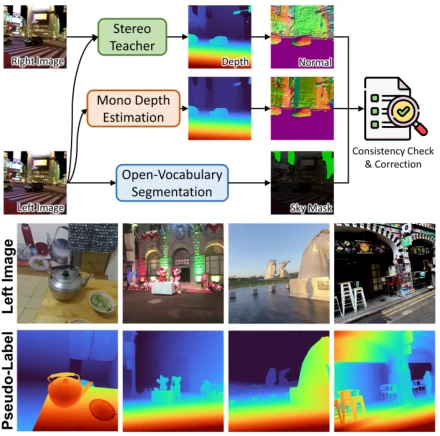 Right Image
Stereo
Teacher
Depth
Normal
Mono Depth
Estimation
Consistency Check
& Correction
Left Image
Open-Vocabulary
Segmentation
Sky Mask
Left Image
Pseudo-Label